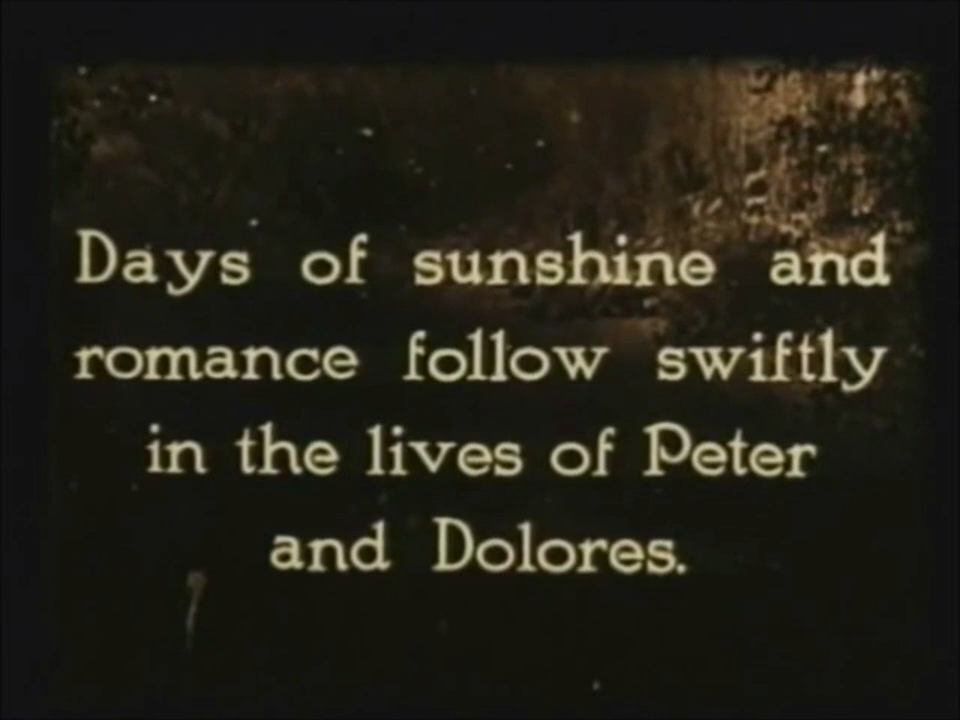 Days of sunshine and
romance follow swiftly
in the lives of Peter
and Dolores.